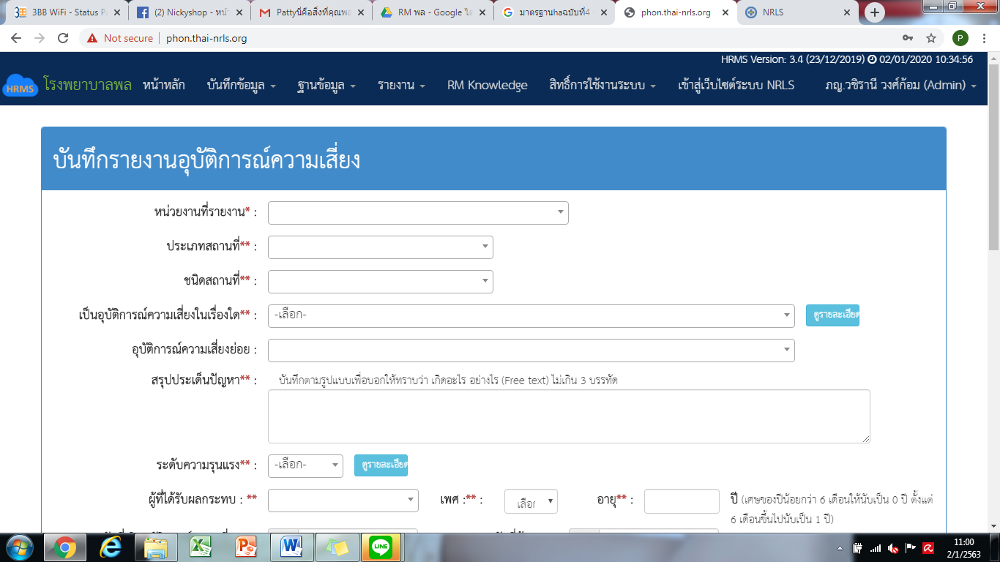 3BB WiFi - Status P
(2) Nickyshop - หน้า
Pattyนี่คือสิ่งที่คุณพล
RM พล - Google ไ
มาตรฐานhaฉบับที่4
phon.thai-nrls.org
NRLS
Not secure
phon.thai-nrls.org
P
HRMS Version: 3.4 (23/12/2019) 02/01/2020 10:34:56
HRMS
โรงพยาบาลพล
หน้าหลัก
บันทึกข้อมูล
ฐานข้อมูล
รายงาน
RM Knowledge
สิทธิ์การใช้งานระบบ
เข้าสู่เว็บไซต์ระบบ NRLS
ภญ.วชิรานี วงศ์ก้อม (Admin)
บันทึกรายงานอุบัติการณ์ความเสี่ยง
หน่วยงานที่รายงาน* :
ประเภทสถานที่** :
ชนิดสถานที่** :
เป็นอุบัติการณ์ความเสี่ยงในเรื่องใด** : -เลือก- ดูรายละเอียด
อุบัติการณ์ความเสี่ยงย่อย :
สรุปประเด็นปัญหา** : บันทึกตามรูปแบบเพื่อบอกให้ทราบว่า เกิดอะไร อย่างไร (Free text) ไม่เกิน 3 บรรทัด
ระดับความรุนแรง** : -เลือก- ดูรายละเอียด
ผู้ที่ได้รับผลกระทบ : ** เพศ :** : เลือก อายุ** : ปี (เศษของปีน้อยกว่า 6 เดือนให้นับเป็น 0 ปี ตั้งแต่
6 เดือนขึ้นไปนับเป็น 1 ปี)
LINE
11:00
2/1/2563